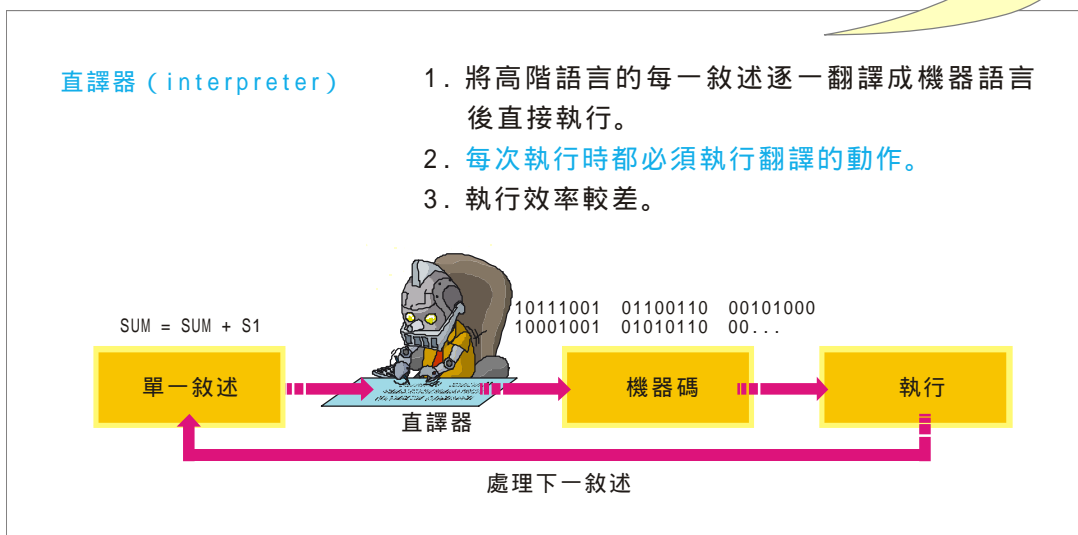 直譯器（interpreter）
1. 將高階語言的每一敘述逐一翻譯成機器語言
後直接執行。
2. 每次執行時都必須執行翻譯的動作。
3. 執行效率較差。
SUM = SUM + S1
10111001 01100110 00101000
10001001 01010110 00...
單一敘述
直譯器
機器碼
執行
處理下一敘述